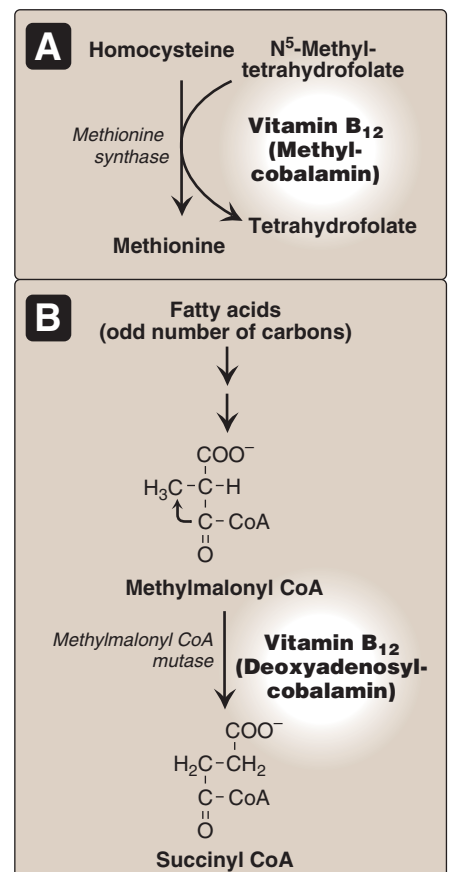 A
Homocysteine
N⁵-Methyl-
tetrahydrofolate
Methionine
synthase
Vitamin B₁₂
(Methyl-
cobalamin)
Methionine
Tetrahydrofolate
B
Fatty acids
(odd number of carbons)
COO⁻
H₃C-C-H
C-CoA
O
Methylmalonyl CoA
Methylmalonyl CoA
mutase
Vitamin B₁₂
(Deoxyadenosyl-
cobalamin)
COO⁻
H₂C-CH₂
C-CoA
O
Succinyl CoA